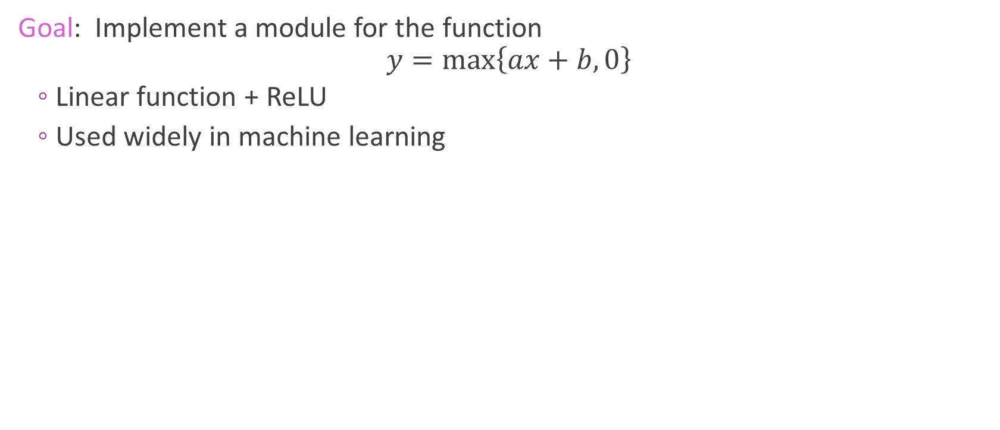 Goal: Implement a module for the function
y = max{ax + b, 0}
◦ Linear function + ReLU
◦ Used widely in machine learning